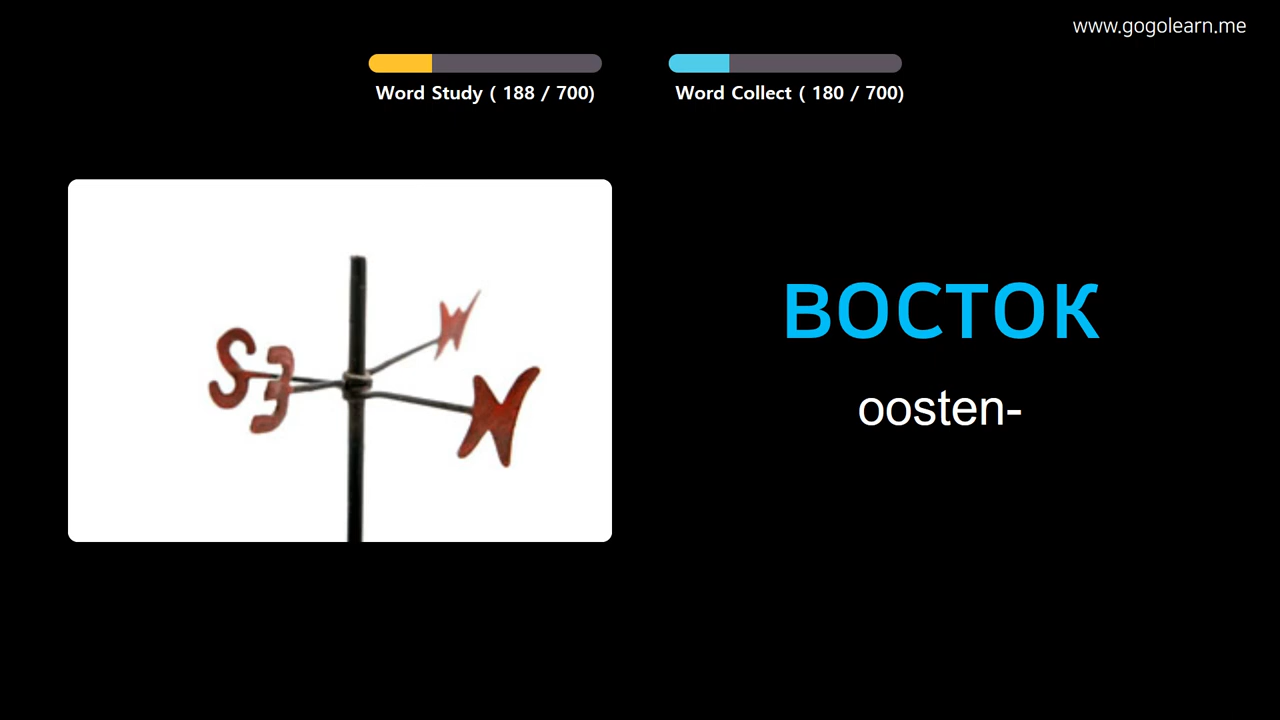 www.gogolearn.me
Word Study ( 188 / 700)
Word Collect ( 180 / 700)
ВОСТОК
oosten-
S E N W